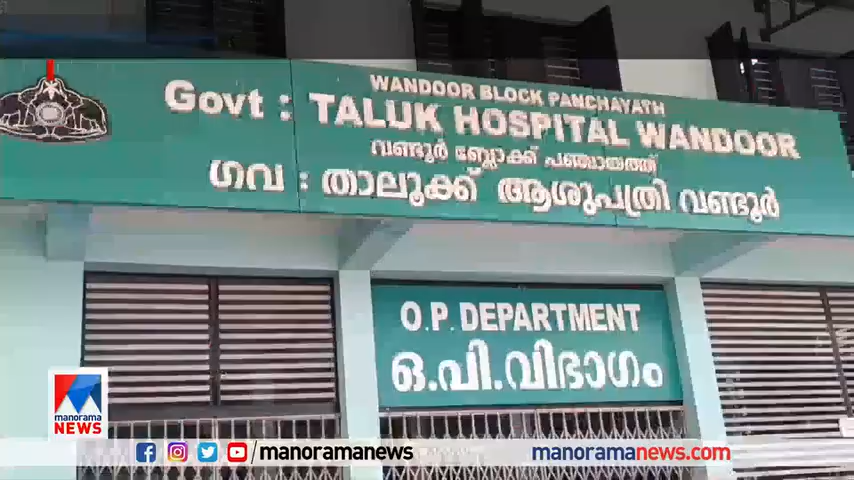 WANDOOR BLOCK PANCHAYATH
Govt : TALUK HOSPITAL WANDOOR
വണ്ടൂർ ബ്ലോക്ക് പഞ്ചായത്ത്
ഗവ : താലൂക്ക് ആശുപത്രി വണ്ടൂർ
O.P. DEPARTMENT
ഒ.പി.വിഭാഗം
manorama
NEWS
manoramanews
manoramanews.com
NEWS